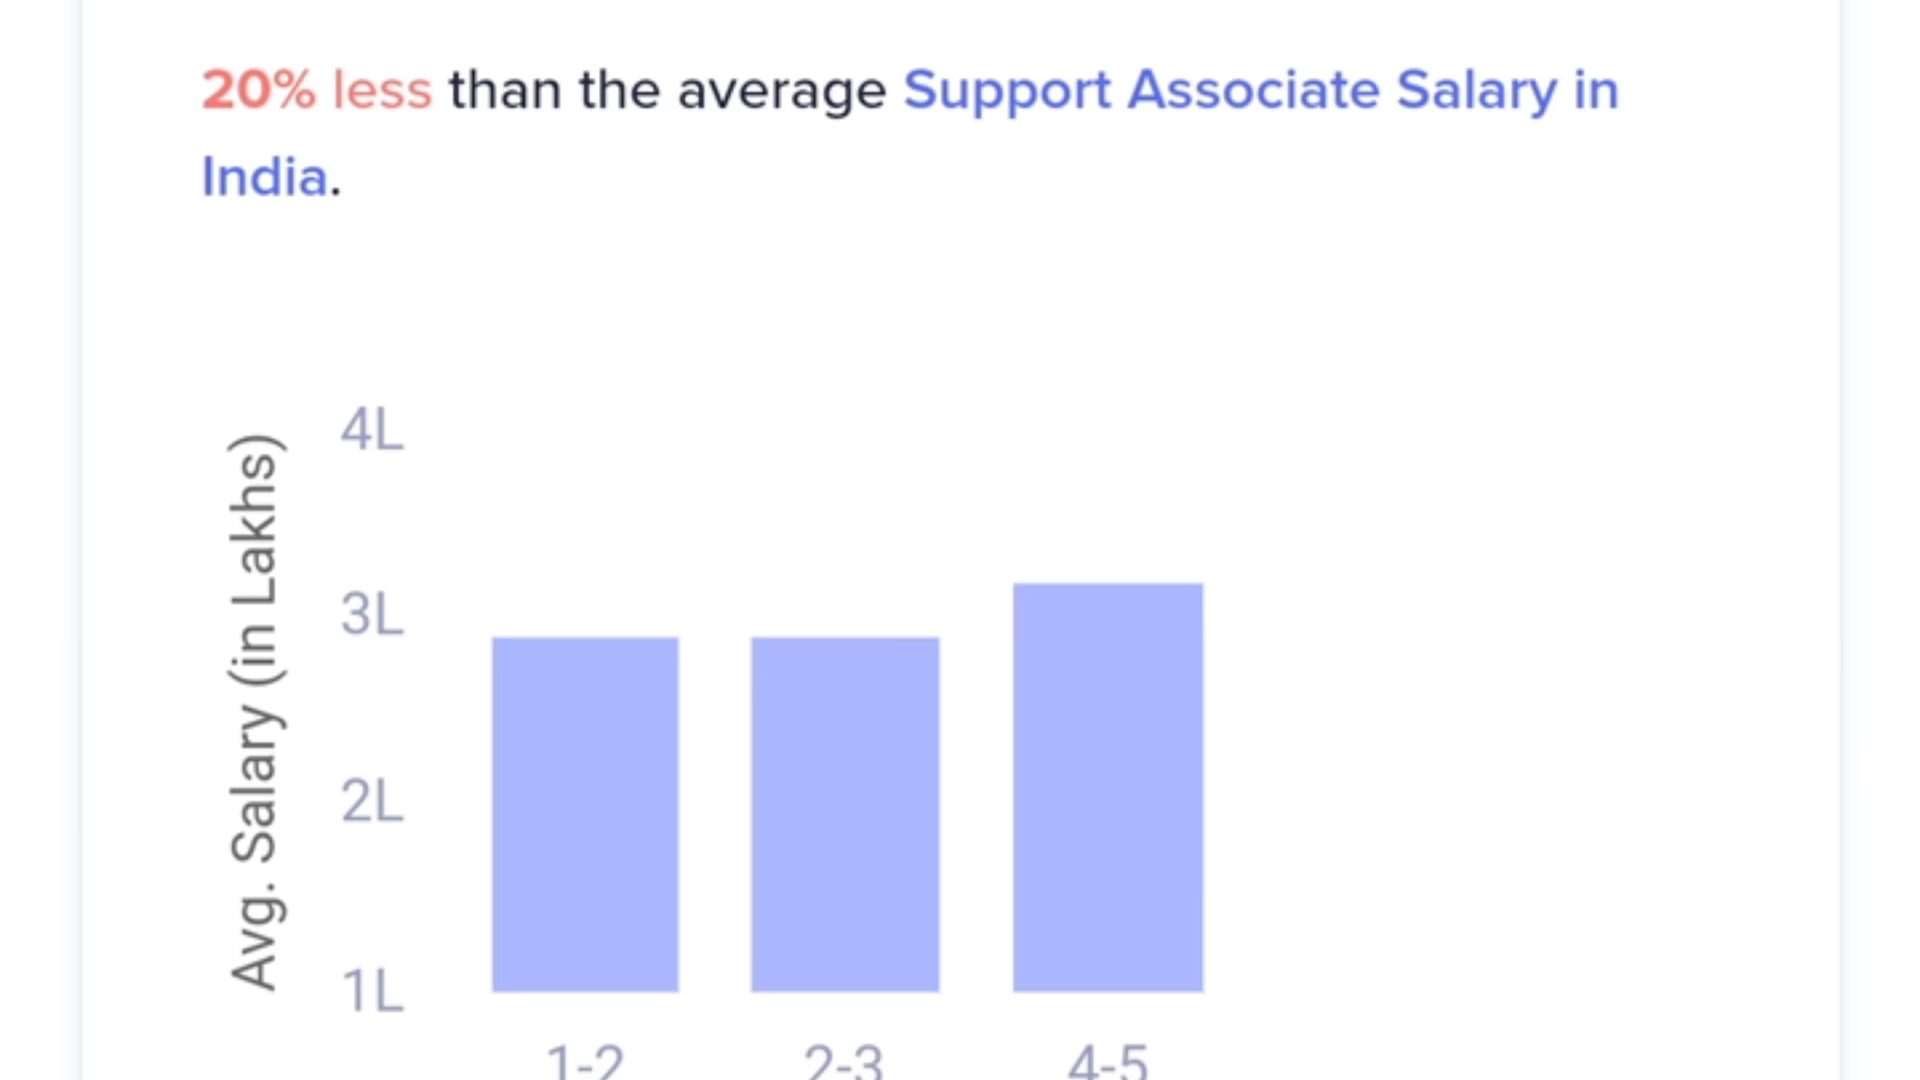 20% less than the average Support Associate Salary in
India.
Avg. Salary (in Lakhs)
4L
3L
2L
1L
1-2 2-3 4-5